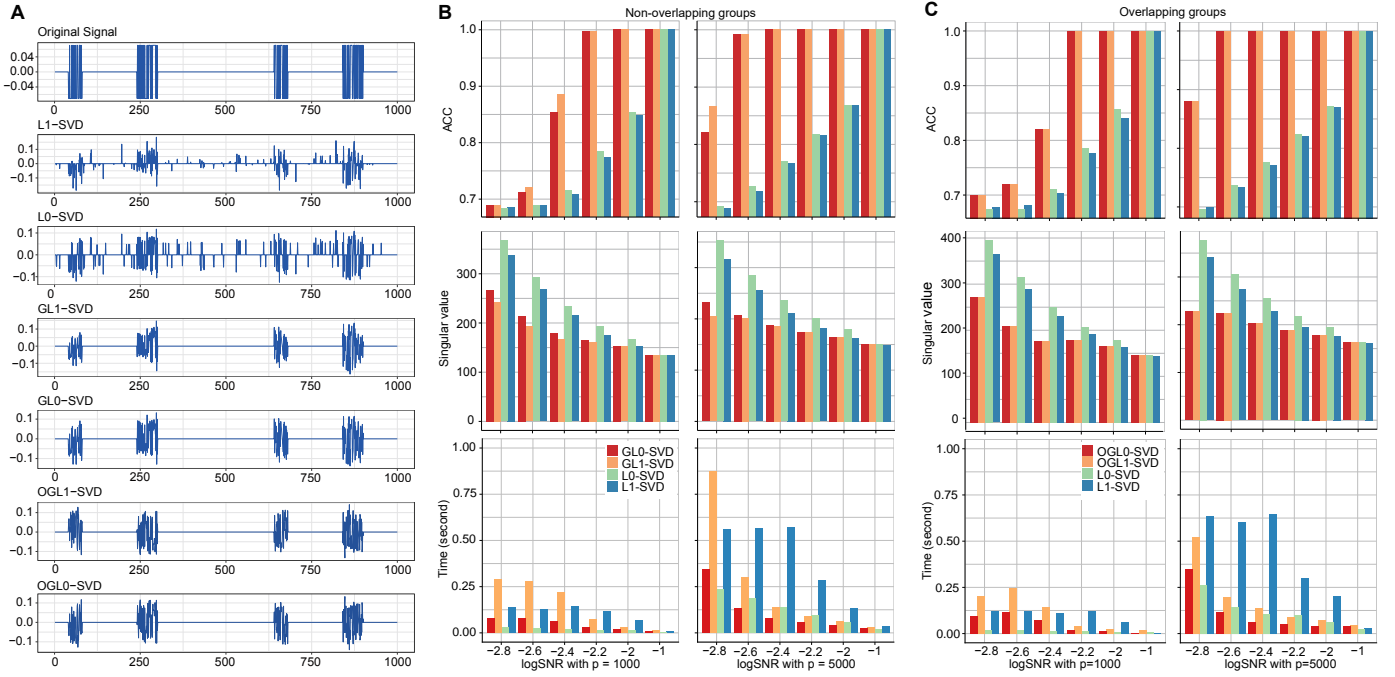 A
Original Signal
0.04
0.00
−0.04
0
250
500
750
1000
L1−SVD
0.1
0.0
−0.1
0
250
500
750
1000
L0−SVD
0.1
0.0
−0.1
0
250
500
750
1000
GL1−SVD
0.1
0.0
−0.1
0
250
500
750
1000
GL0−SVD
0.1
0.0
−0.1
0
250
500
750
1000
OGL1−SVD
0.1
0.0
−0.1
0
250
500
750
1000
OGL0−SVD
0.1
0.0
−0.1
0
250
500
750
1000
B
Non-overlapping groups
ACC
1.0
0.9
0.8
0.7
Singular value
300
200
100
0
Time (second)
1.00
0.75
0.50
0.25
0.00
GL0-SVD
GL1-SVD
L0-SVD
L1-SVD
−2.8 −2.6 −2.4 −2.2 −2 −1
logSNR with p = 1000
−2.8 −2.6 −2.4 −2.2 −2 −1
logSNR with p = 5000
C
Overlapping groups
ACC
1.0
0.9
0.8
0.7
Singular value
400
300
200
100
0
Time (second)
1.00
0.75
0.50
0.25
0.00
OGL0-SVD
OGL1-SVD
L0-SVD
L1-SVD
−2.8 −2.6 −2.4 −2.2 −2 −1
logSNR with p=1000
−2.8 −2.6 −2.4 −2.2 −2 −1
logSNR with p=5000